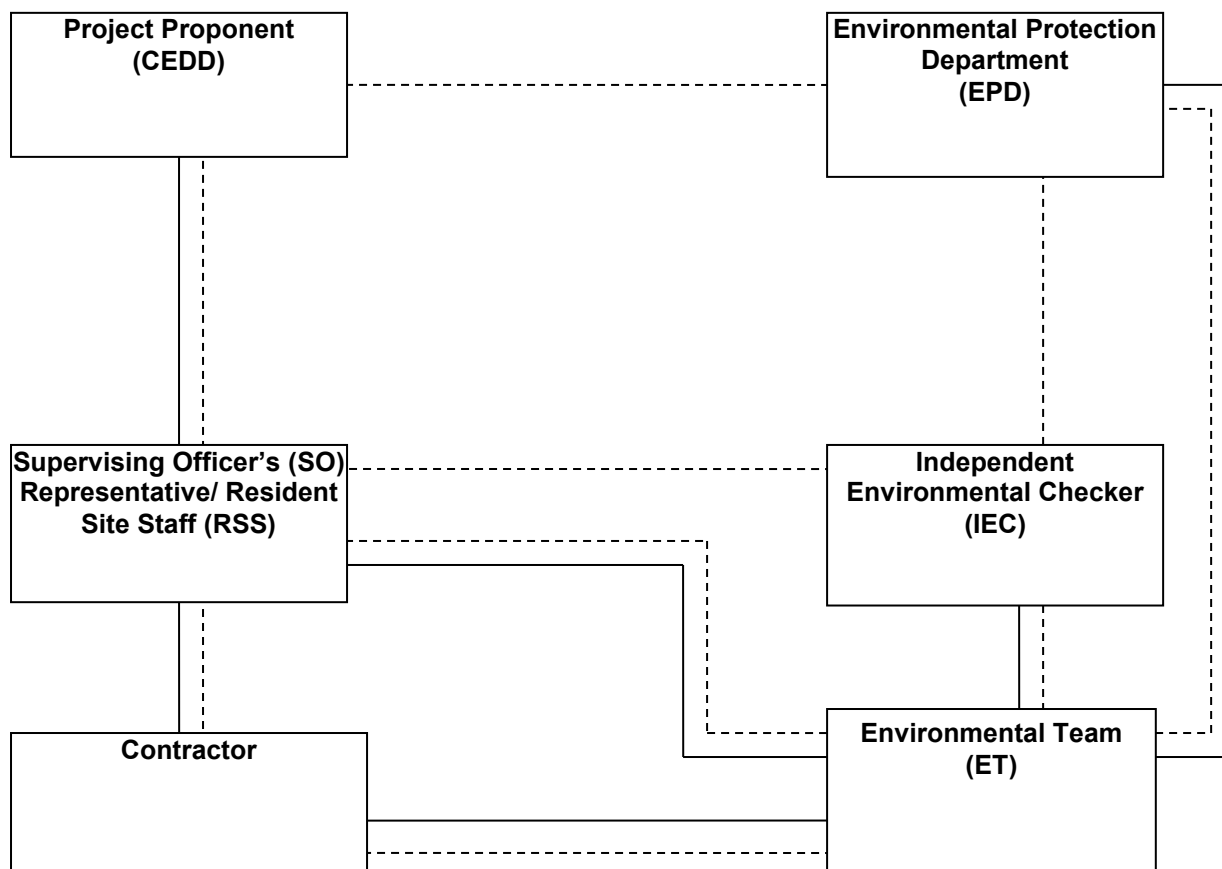 Project Proponent
(CEDD)
Environmental Protection
Department
(EPD)
Supervising Officer’s (SO)
Representative/ Resident
Site Staff (RSS)
Independent
Environmental Checker
(IEC)
Contractor
Environmental Team
(ET)